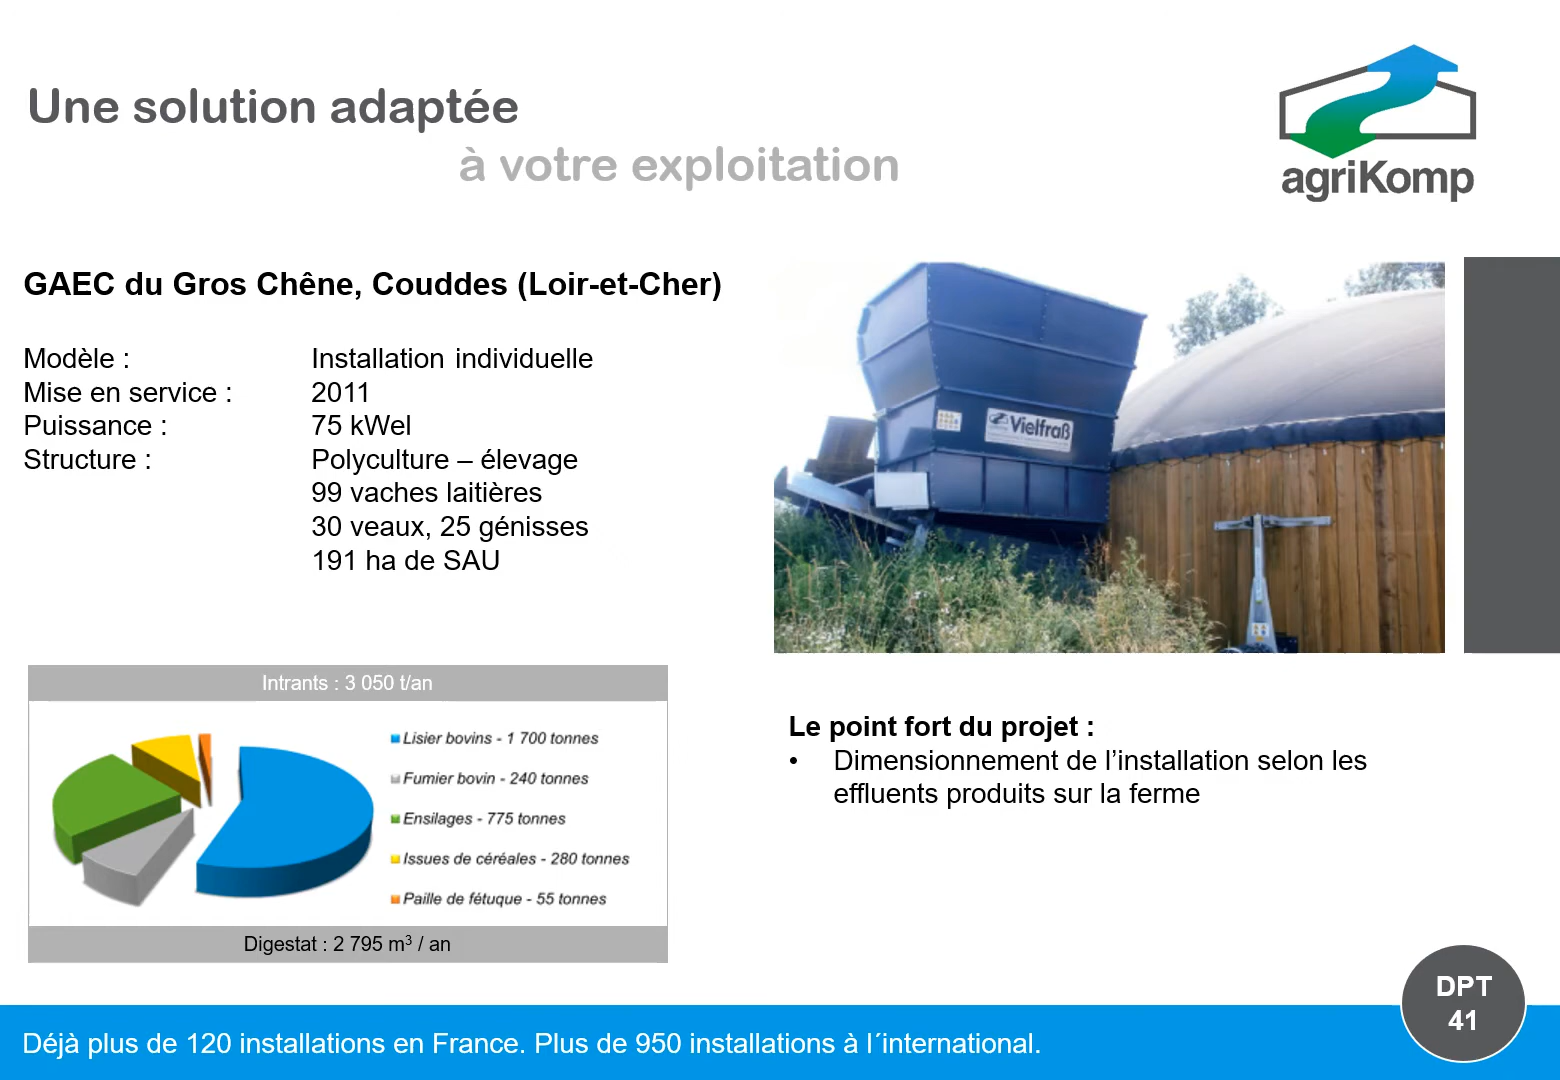 Une solution adaptée
à votre exploitation
agriKomp
GAEC du Gros Chêne, Couddes (Loir-et-Cher)
Modèle : Installation individuelle
Mise en service : 2011
Puissance : 75 kWel
Structure : Polyculture – élevage
99 vaches laitières
30 veaux, 25 génisses
191 ha de SAU
Vielfraß
Intrants : 3 050 t/an
Lisier bovins - 1 700 tonnes
Fumier bovin - 240 tonnes
Ensilages - 775 tonnes
Issues de céréales - 280 tonnes
Paille de fétuque - 55 tonnes
Digestat : 2 795 m³ / an
Le point fort du projet :
• Dimensionnement de l’installation selon les
effluents produits sur la ferme
DPT
41
Déjà plus de 120 installations en France. Plus de 950 installations à l´international.